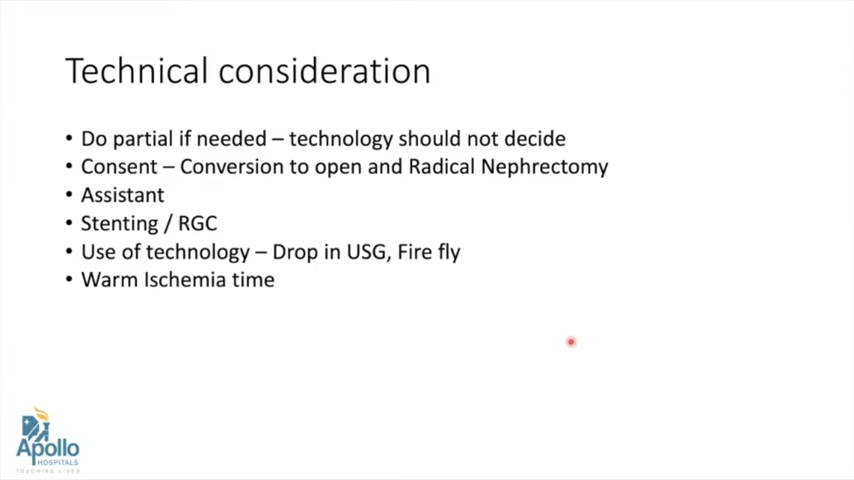 Technical consideration
• Do partial if needed – technology should not decide
• Consent – Conversion to open and Radical Nephrectomy
• Assistant
• Stenting / RGC
• Use of technology – Drop in USG, Fire fly
• Warm Ischemia time
Apollo
HOSPITALS
TOUCHING LIVES